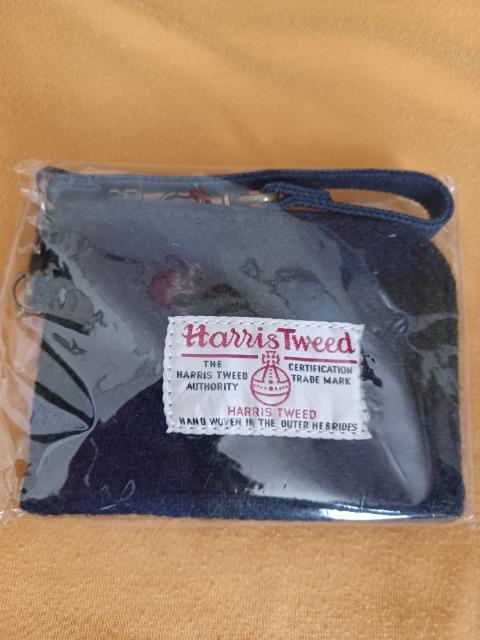 Harris Tweed
THE
HARRIS TWEED
AUTHORITY
CERTIFICATION
TRADE MARK
HARRIS TWEED
HAND WOVEN IN THE OUTER HEBRIDES